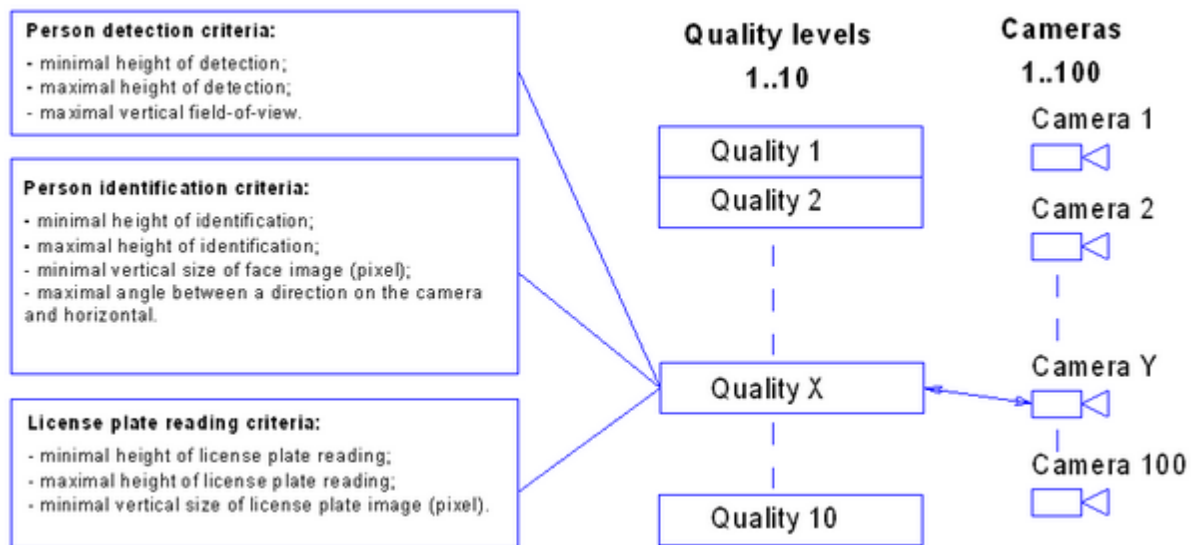 Person detection criteria:
- minimal height of detection;
- maximal height of detection;
- maximal vertical field-of-view.
Person identification criteria:
- minimal height of identification;
- maximal height of identification;
- minimal vertical size of face image (pixel);
- maximal angle between a direction on the camera
and horizontal.
License plate reading criteria:
- minimal height of license plate reading;
- maximal height of license plate reading;
- minimal vertical size of license plate image (pixel).
Quality levels
1..10
Quality 1
Quality 2
Quality X
Quality 10
Cameras
1..100
Camera 1
Camera 2
Camera Y
Camera 100